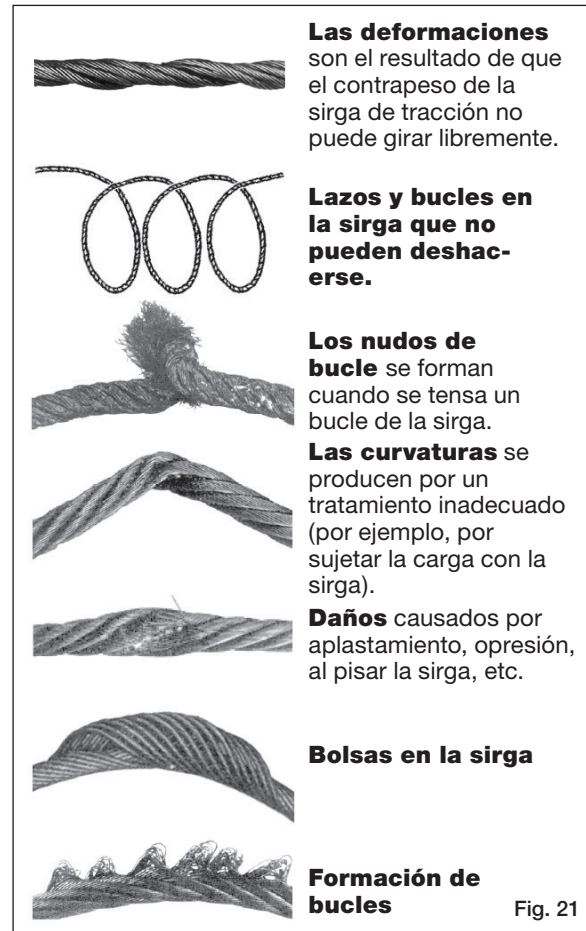 Las deformaciones
son el resultado de que
el contrapeso de la
sirga de tracción no
puede girar libremente.
Lazos y bucles en
la sirga que no
pueden deshac-
erse.
Los nudos de
bucle se forman
cuando se tensa un
bucle de la sirga.
Las curvaturas se
producen por un
tratamiento inadecuado
(por ejemplo, por
sujetar la carga con la
sirga).
Daños causados por
aplastamiento, opresión,
al pisar la sirga, etc.
Bolsas en la sirga
Formación de
bucles
Fig. 21